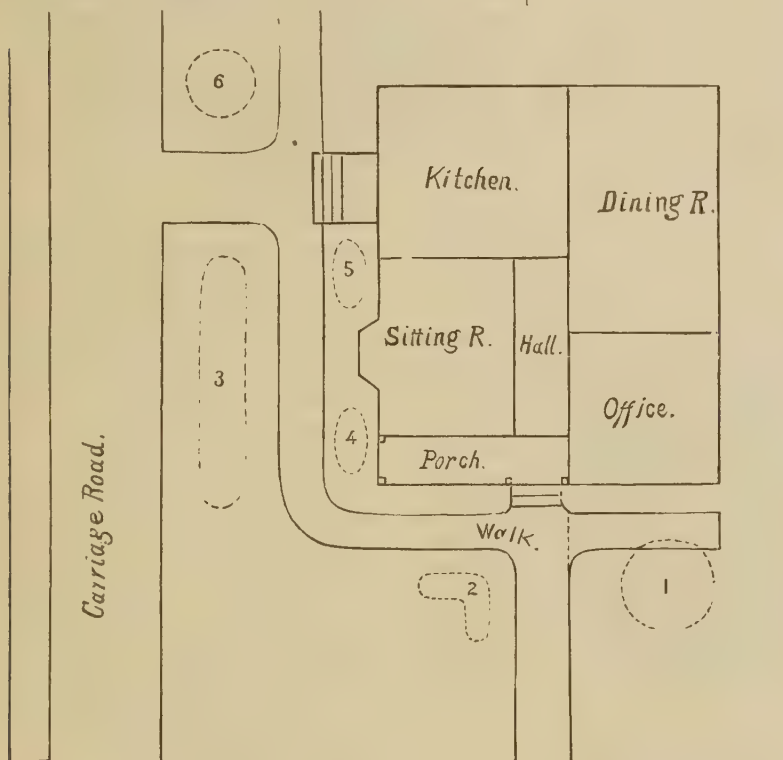 6
Kitchen.
Dining R.
5
Sitting R.
Hall.
3
Office.
4
Porch.
Carriage Road.
Walk.
2
1